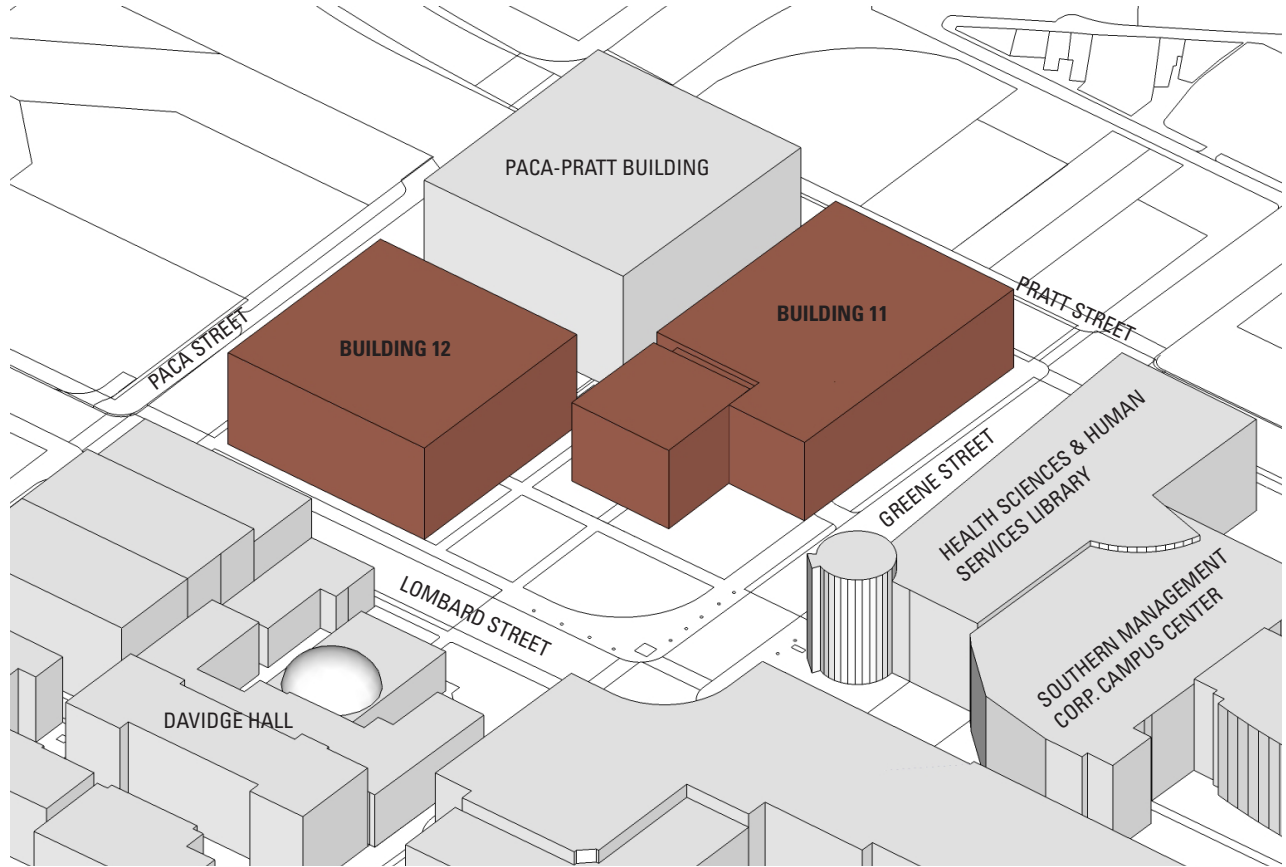 PACA-PRATT BUILDING
BUILDING 11
PRATT STREET
BUILDING 12
PACA STREET
GREENE STREET
HEALTH SCIENCES & HUMAN
SERVICES LIBRARY
LOMBARD STREET
SOUTHERN MANAGEMENT
CORP. CAMPUS CENTER
DAVIDGE HALL